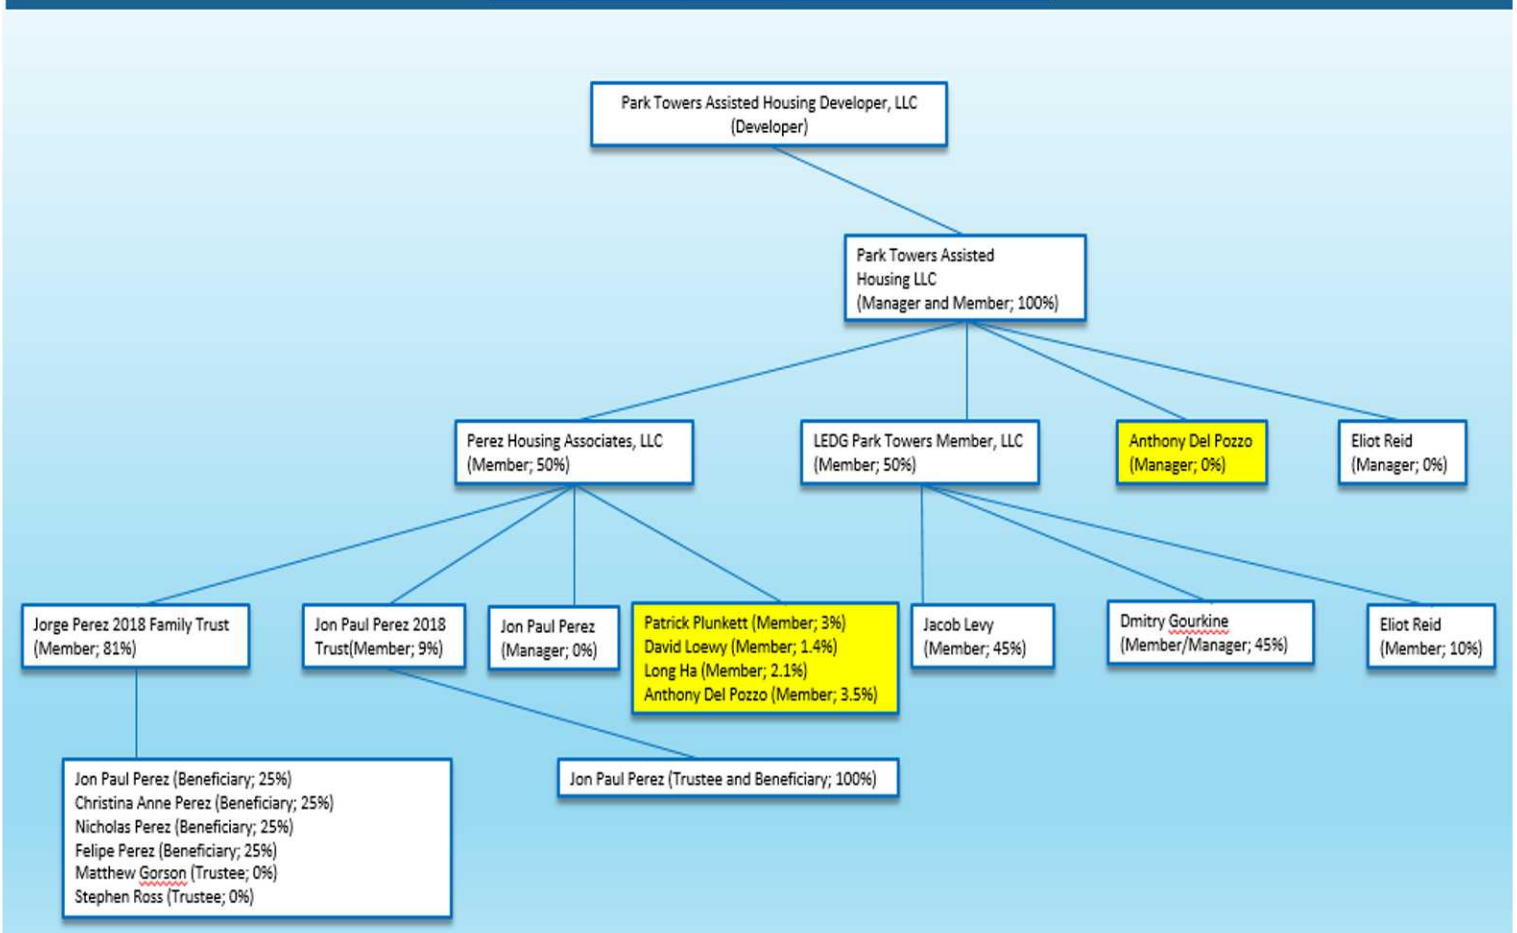 Park Towers Assisted Housing Developer, LLC
(Developer)
Park Towers Assisted
Housing LLC
(Manager and Member; 100%)
Perez Housing Associates, LLC
(Member; 50%)
LEDG Park Towers Member, LLC
(Member; 50%)
Anthony Del Pozzo
(Manager; 0%)
Eliot Reid
(Manager; 0%)
Jorge Perez 2018 Family Trust
(Member; 81%)
Jon Paul Perez 2018
Trust(Member; 9%)
Jon Paul Perez
(Manager; 0%)
Patrick Plunkett (Member; 3%)
David Loewy (Member; 1.4%)
Long Ha (Member; 2.1%)
Anthony Del Pozzo (Member; 3.5%)
Jacob Levy
(Member; 45%)
Dmitry Gourkine
(Member/Manager; 45%)
Eliot Reid
(Member; 10%)
Jon Paul Perez (Beneficiary; 25%)
Christina Anne Perez (Beneficiary; 25%)
Nicholas Perez (Beneficiary; 25%)
Felipe Perez (Beneficiary; 25%)
Matthew Gorson (Trustee; 0%)
Stephen Ross (Trustee; 0%)
Jon Paul Perez (Trustee and Beneficiary; 100%)